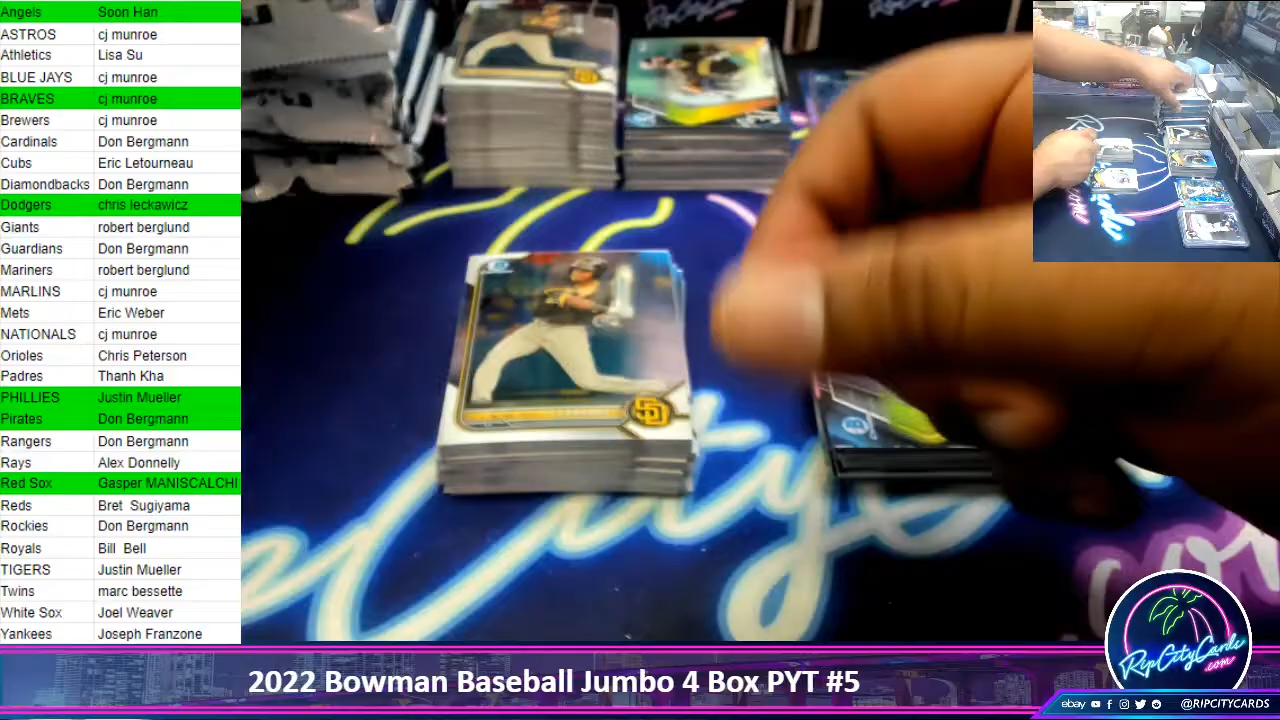 Angels Soon Han
ASTROS cj munroe
Athletics Lisa Su
BLUE JAYS cj munroe
BRAVES cj munroe
Brewers cj munroe
Cardinals Don Bergmann
Cubs Eric Letourneau
Diamondbacks Don Bergmann
Dodgers chris leckawicz
Giants robert berglund
Guardians Don Bergmann
Mariners robert berglund
MARLINS cj munroe
Mets Eric Weber
NATIONALS cj munroe
Orioles Chris Peterson
Padres Thanh Kha
PHILLIES Justin Mueller
Pirates Don Bergmann
Rangers Don Bergmann
Rays Alex Donnelly
Red Sox Gasper MANISCALCHI
Reds Bret Sugiyama
Rockies Don Bergmann
Royals Bill Bell
TIGERS Justin Mueller
Twins marc bessette
White Sox Joel Weaver
Yankees Joseph Franzone
SD
City
2022 Bowman Baseball Jumbo 4 Box PYT #5
RipCityCards
.com
ebay @RIPCITYCARDS